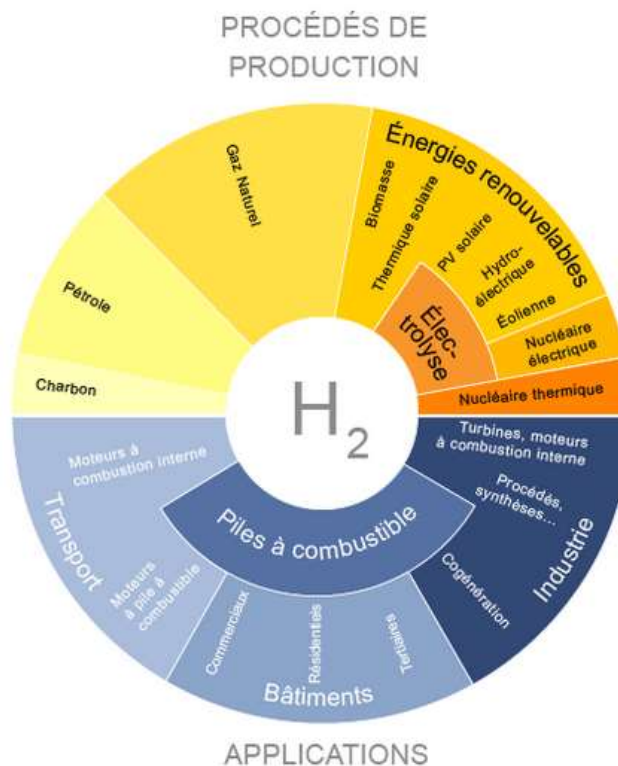 PROCÉDÉS DE
PRODUCTION
Énergies renouvelables
Gaz Naturel
Biomasse
Thermique solaire
PV solaire
Hydro-
électrique
Éolienne
Pétrole
Élec-
trolyse
Nucléaire
électrique
Charbon
Nucléaire thermique
H2
Moteurs à
combustion interne
Turbines, moteurs
à combustion interne
Procédés,
synthèses...
Transport
Piles à combustible
Industrie
Moteurs
à pile à
combustible
Cogénération
Commerciaux
Résidentiels
Tertiaires
Bâtiments
APPLICATIONS